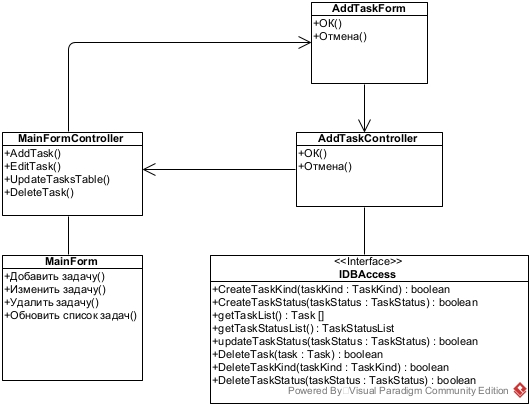 AddTaskForm
+ОК()
+Отмена()
MainFormController
+AddTask()
+EditTask()
+UpdateTasksTable()
+DeleteTask()
AddTaskController
+ОК()
+Отмена()
MainForm
+Добавить задачу()
+Изменить задачу()
+Удалить задачу()
+Обновить список задач()
<<Interface>>
IDBAccess
+CreateTaskKind(taskKind : TaskKind) : boolean
+CreateTaskStatus(taskStatus : TaskStatus) : boolean
+getTaskList() : Task []
+getTaskStatusList() : TaskStatusList
+updateTaskStatus(taskStatus : TaskStatus) : boolean
+DeleteTask(task : Task) : boolean
+DeleteTaskKind(taskKind : TaskKind) : boolean
+DeleteTaskStatus(taskStatus : TaskStatus) : boolean
Powered By Visual Paradigm Community Edition